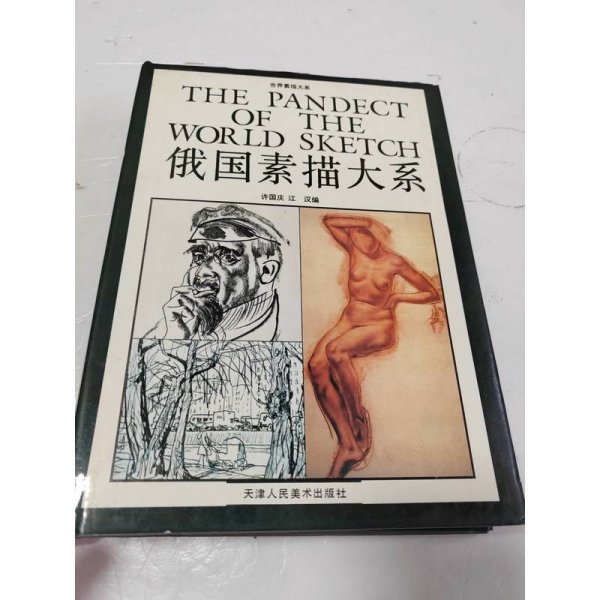 世界素描大系
THE PANDECT
OF THE
WORLD SKETCH
俄国素描大系
许国庆 江 汉编
天津人民美术出版社